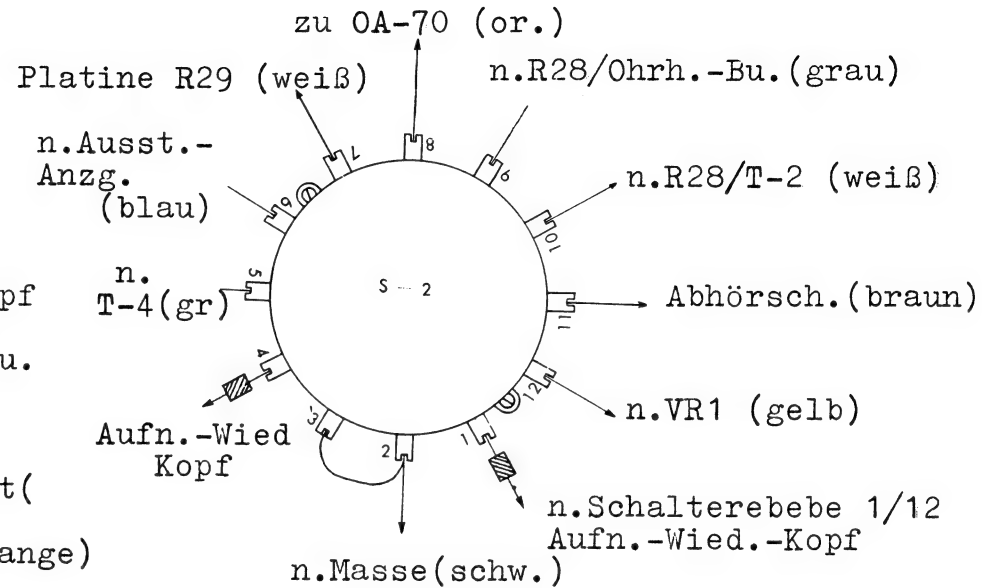 zu OA-70 (or.)
Platine R29 (weiß)
n.R28/Ohrh.-Bu.(grau)
n.Ausst.-
Anzg.
(blau)
n.R28/T-2 (weiß)
n.
T-4(gr)
Abhörsch.(braun)
n.VR1 (gelb)
Aufn.-Wied
Kopf
n.Schalterebebe 1/12
Aufn.-Wied.-Kopf
n.Masse(schw.)
S - 2
1
2
3
4
5
6
7
8
9
10
11
12
pf
u.
t(
ange)